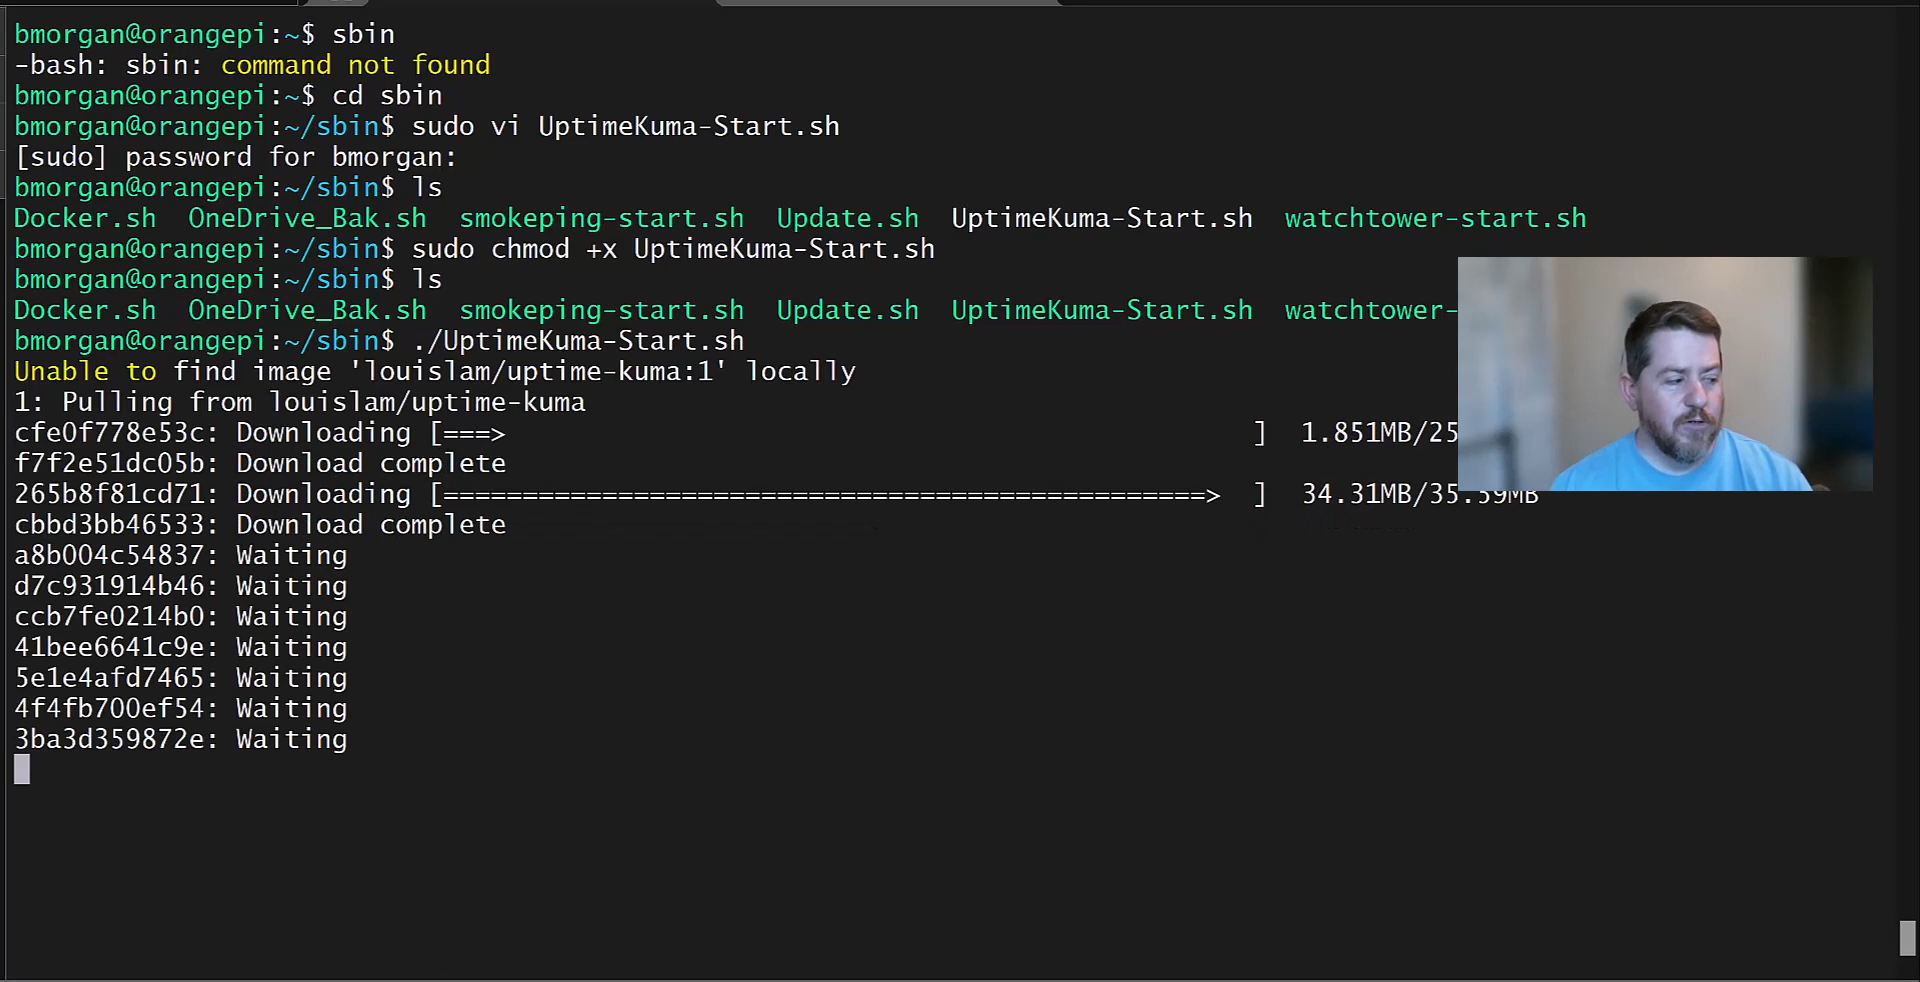 bmorgan@orangepi:~$ sbin
-bash: sbin: command not found
bmorgan@orangepi:~$ cd sbin
bmorgan@orangepi:~/sbin$ sudo vi UptimeKuma-Start.sh
[sudo] password for bmorgan:
bmorgan@orangepi:~/sbin$ ls
Docker.sh  OneDrive_Bak.sh  smokeping-start.sh  Update.sh  UptimeKuma-Start.sh  watchtower-start.sh
bmorgan@orangepi:~/sbin$ sudo chmod +x UptimeKuma-Start.sh
bmorgan@orangepi:~/sbin$ ls
Docker.sh  OneDrive_Bak.sh  smokeping-start.sh  Update.sh  UptimeKuma-Start.sh  watchtower-
bmorgan@orangepi:~/sbin$ ./UptimeKuma-Start.sh
Unable to find image 'louislam/uptime-kuma:1' locally
1: Pulling from louislam/uptime-kuma
cfe0f778e53c: Downloading [===>                                               ]  1.851MB/25
f7f2e51dc05b: Download complete
265b8f81cd71: Downloading [================================================>  ]  34.31MB/35.59MB
cbbd3bb46533: Download complete
a8b004c54837: Waiting
d7c931914b46: Waiting
ccb7fe0214b0: Waiting
41bee6641c9e: Waiting
5e1e4afd7465: Waiting
4f4fb700ef54: Waiting
3ba3d359872e: Waiting